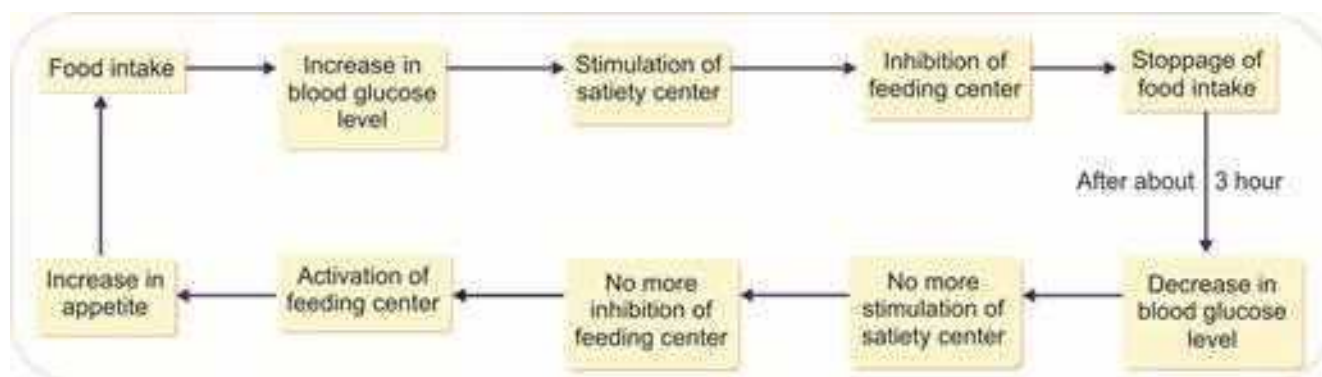 Food intake
Increase in
blood glucose
level
Stimulation of
satiety center
Inhibition of
feeding center
Stoppage of
food intake
After about 3 hour
Decrease in
blood glucose
level
No more
stimulation of
satiety center
No more
inhibition of
feeding center
Activation of
feeding center
Increase in
appetite